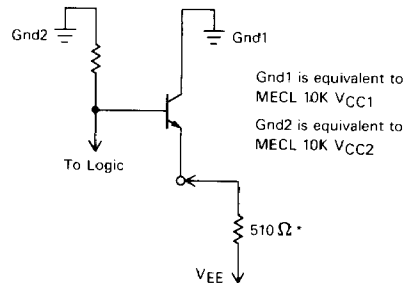 Gnd2
Gnd1
Gnd1 is equivalent to
MECL 10K VCC1
Gnd2 is equivalent to
MECL 10K VCC2
To Logic
510 Ω *
VEE